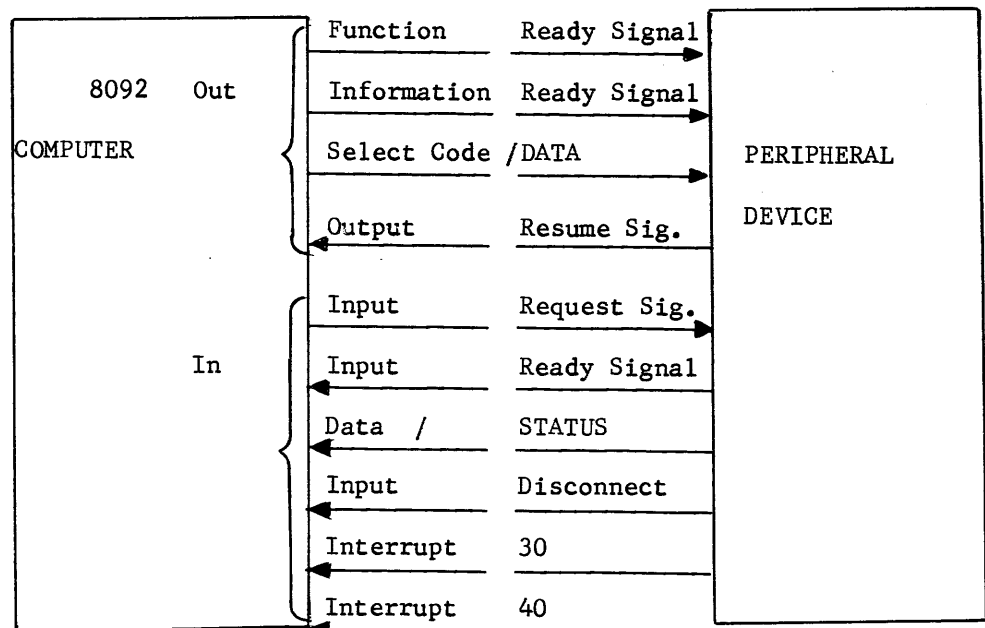 Function Ready Signal
8092 Out
Information Ready Signal
COMPUTER
Select Code /DATA
PERIPHERAL
DEVICE
Output Resume Sig.
Input Request Sig.
In
Input Ready Signal
Data / STATUS
Input Disconnect
Interrupt 30
Interrupt 40